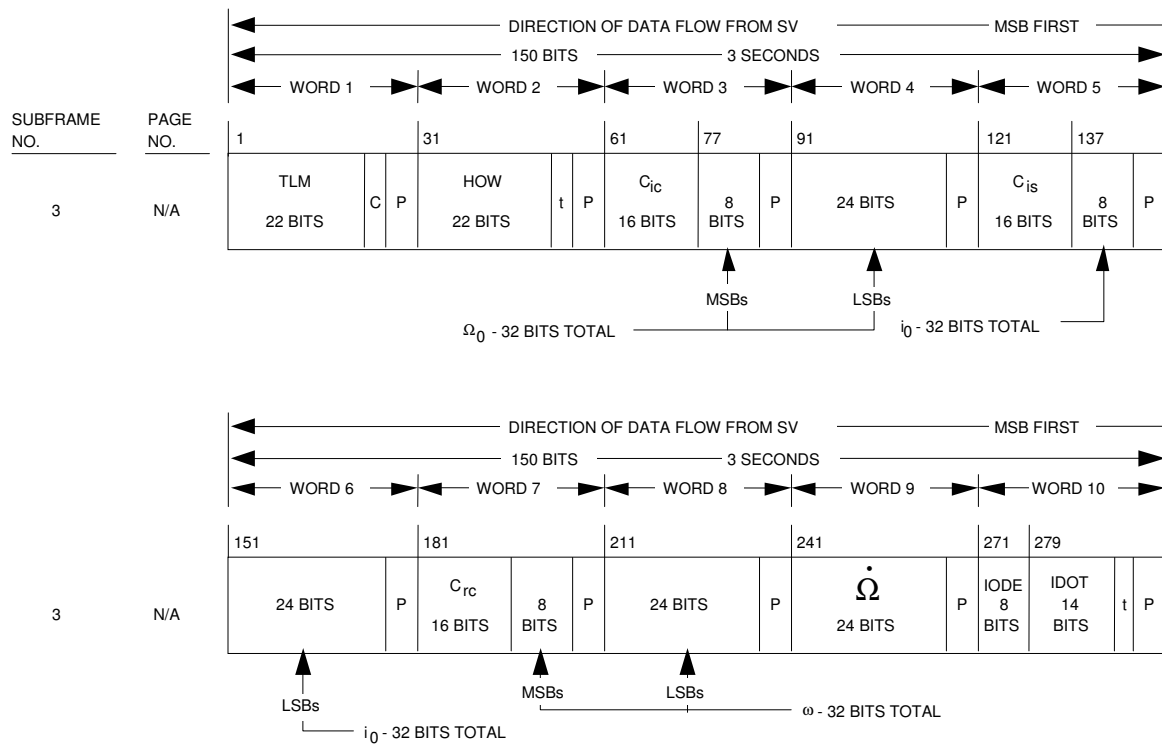 DIRECTION OF DATA FLOW FROM SV MSB FIRST
150 BITS 3 SECONDS
WORD 1 WORD 2 WORD 3 WORD 4 WORD 5
SUBFRAME NO. PAGE NO.
1 31 61 77 91 121 137
3 N/A
TLM 22 BITS C P HOW 22 BITS t P Cic 16 BITS 8 BITS P 24 BITS P Cis 16 BITS 8 BITS P
MSBs LSBs
Ω0 - 32 BITS TOTAL i0 - 32 BITS TOTAL
DIRECTION OF DATA FLOW FROM SV MSB FIRST
150 BITS 3 SECONDS
WORD 6 WORD 7 WORD 8 WORD 9 WORD 10
151 181 211 241 271 279
3 N/A
24 BITS P Crc 16 BITS 8 BITS P 24 BITS P Ω̇ 24 BITS P IODE 8 BITS IDOT 14 BITS t P
LSBs MSBs LSBs
ω - 32 BITS TOTAL
i0 - 32 BITS TOTAL